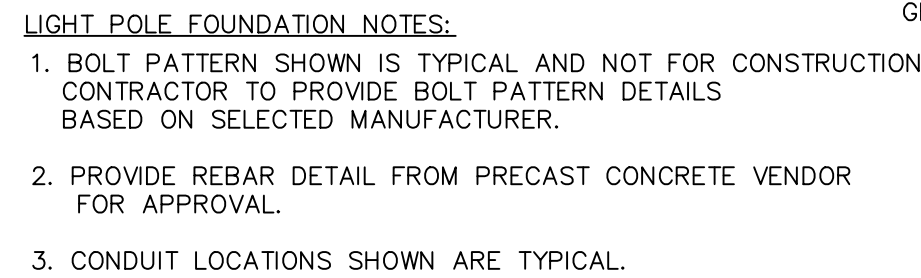 LIGHT POLE FOUNDATION NOTES:
1. BOLT PATTERN SHOWN IS TYPICAL AND NOT FOR CONSTRUCTION
CONTRACTOR TO PROVIDE BOLT PATTERN DETAILS
BASED ON SELECTED MANUFACTURER.
2. PROVIDE REBAR DETAIL FROM PRECAST CONCRETE VENDOR
FOR APPROVAL.
3. CONDUIT LOCATIONS SHOWN ARE TYPICAL.